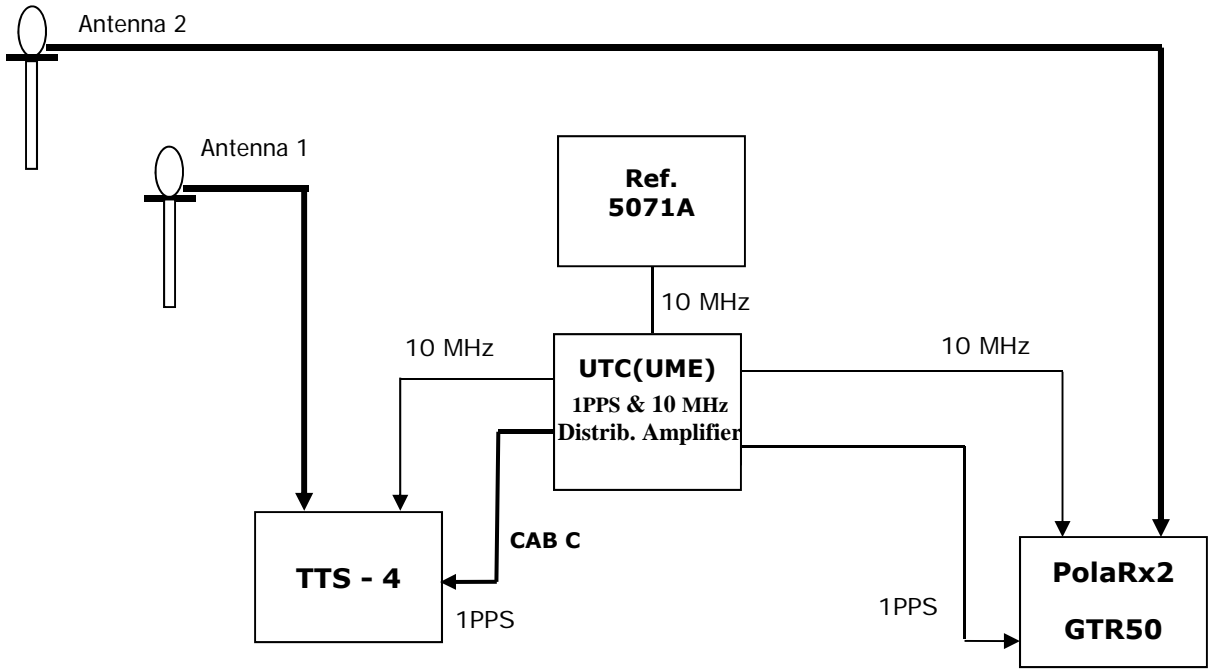 Antenna 2
Antenna 1
Ref.
5071A
10 MHz
10 MHz
10 MHz
UTC(UME)
1PPS & 10 MHz
Distrib. Amplifier
CAB C
TTS - 4
1PPS
1PPS
PolaRx2
GTR50